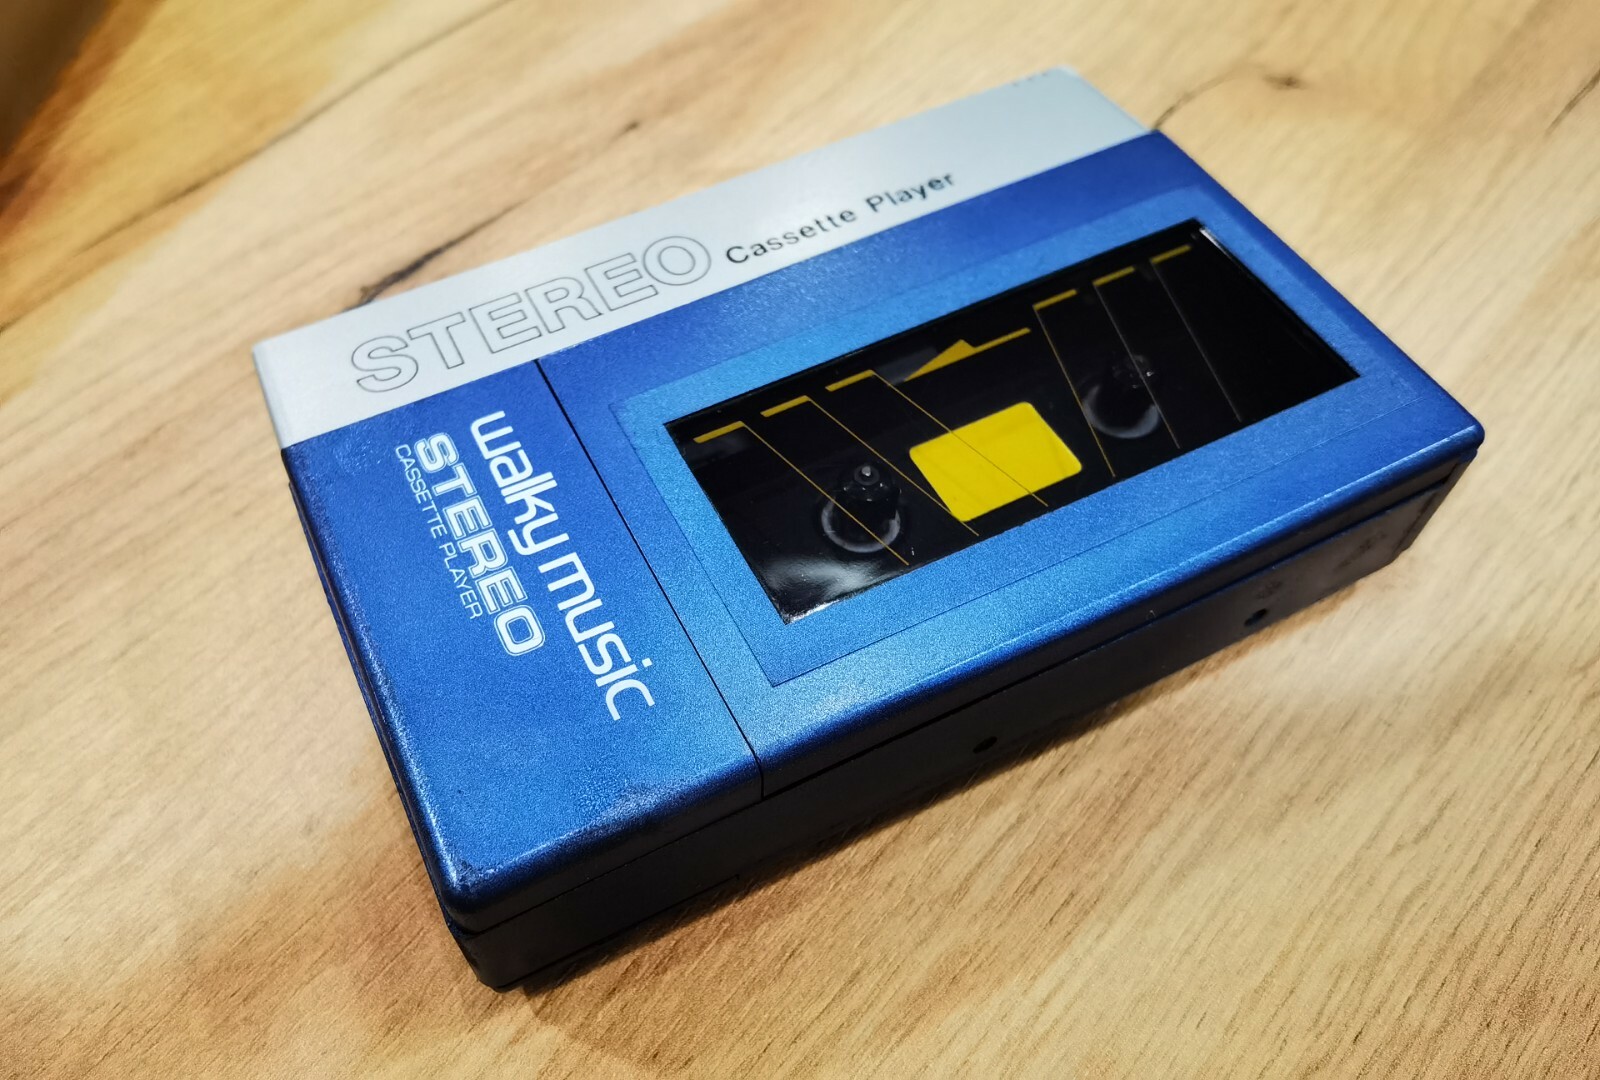 STEREO Cassette Player
walky music
STEREO
CASSETTE PLAYER